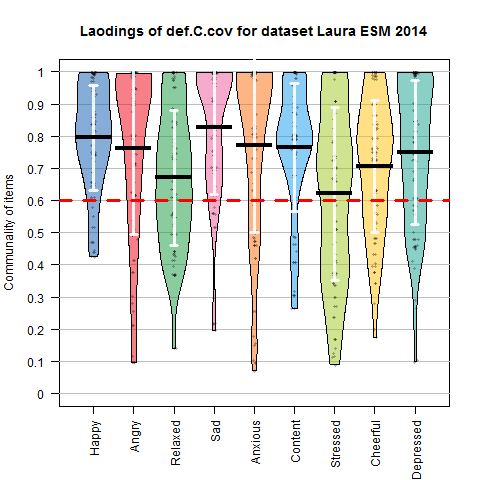 Laodings of def.C.cov for dataset Laura ESM 2014
Communality of items
1
0.9
0.8
0.7
0.6
0.5
0.4
0.3
0.2
0.1
0
Happy
Angry
Relaxed
Sad
Anxious
Content
Stressed
Cheerful
Depressed